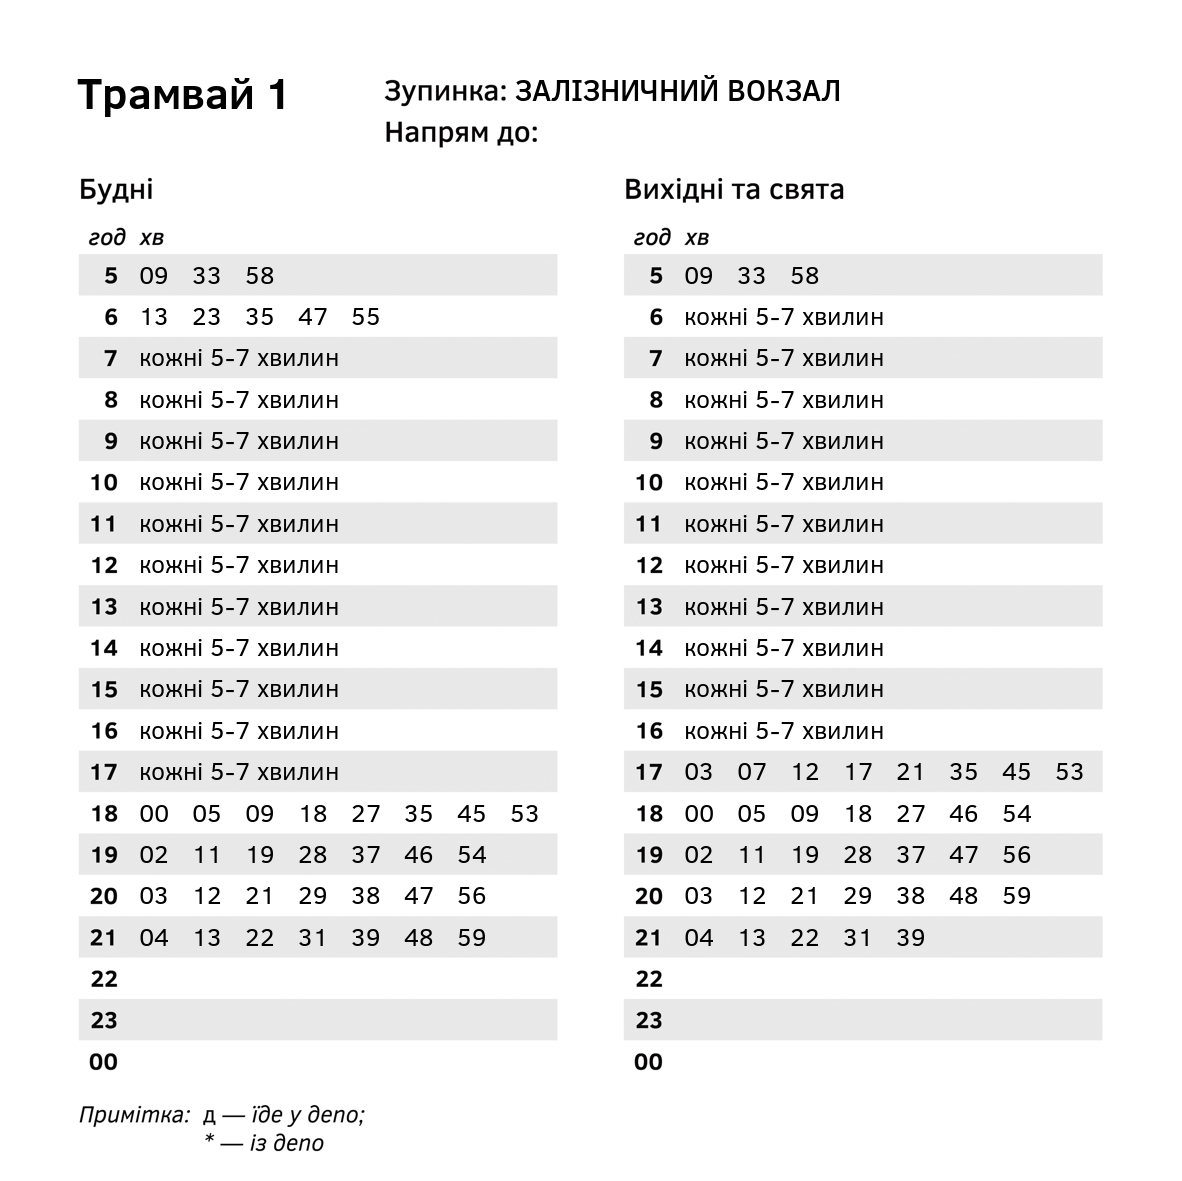 Трамвай 1
Зупинка: ЗАЛІЗНИЧНИЙ ВОКЗАЛ
Напрям до:
Будні
год хв
5 09 33 58
6 13 23 35 47 55
7 кожні 5-7 хвилин
8 кожні 5-7 хвилин
9 кожні 5-7 хвилин
10 кожні 5-7 хвилин
11 кожні 5-7 хвилин
12 кожні 5-7 хвилин
13 кожні 5-7 хвилин
14 кожні 5-7 хвилин
15 кожні 5-7 хвилин
16 кожні 5-7 хвилин
17 кожні 5-7 хвилин
18 00 05 09 18 27 35 45 53
19 02 11 19 28 37 46 54
20 03 12 21 29 38 47 56
21 04 13 22 31 39 48 59
22
23
00
Вихідні та свята
год хв
5 09 33 58
6 кожні 5-7 хвилин
7 кожні 5-7 хвилин
8 кожні 5-7 хвилин
9 кожні 5-7 хвилин
10 кожні 5-7 хвилин
11 кожні 5-7 хвилин
12 кожні 5-7 хвилин
13 кожні 5-7 хвилин
14 кожні 5-7 хвилин
15 кожні 5-7 хвилин
16 кожні 5-7 хвилин
17 03 07 12 17 21 35 45 53
18 00 05 09 18 27 46 54
19 02 11 19 28 37 47 56
20 03 12 21 29 38 48 59
21 04 13 22 31 39
22
23
00
Примітка: д — їде у депо;
* — із депо